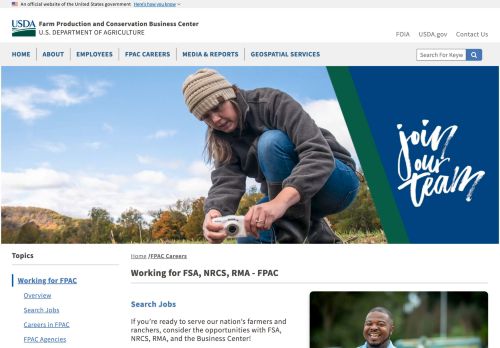 An official website of the United States government Here's how you know
USDA Farm Production and Conservation Business Center
U.S. DEPARTMENT OF AGRICULTURE
FOIA USDA.gov Contact Us
HOME ABOUT EMPLOYEES FPAC CAREERS MEDIA & REPORTS GEOSPATIAL SERVICES
Search For Keyw
join
our
team
Topics
Home /FPAC Careers
Working for FPAC
Working for FSA, NRCS, RMA - FPAC
Overview
Search Jobs
Careers in FPAC
FPAC Agencies
Search Jobs
If you're ready to serve our nation's farmers and
ranchers, consider the opportunities with FSA,
NRCS, RMA, and the Business Center!